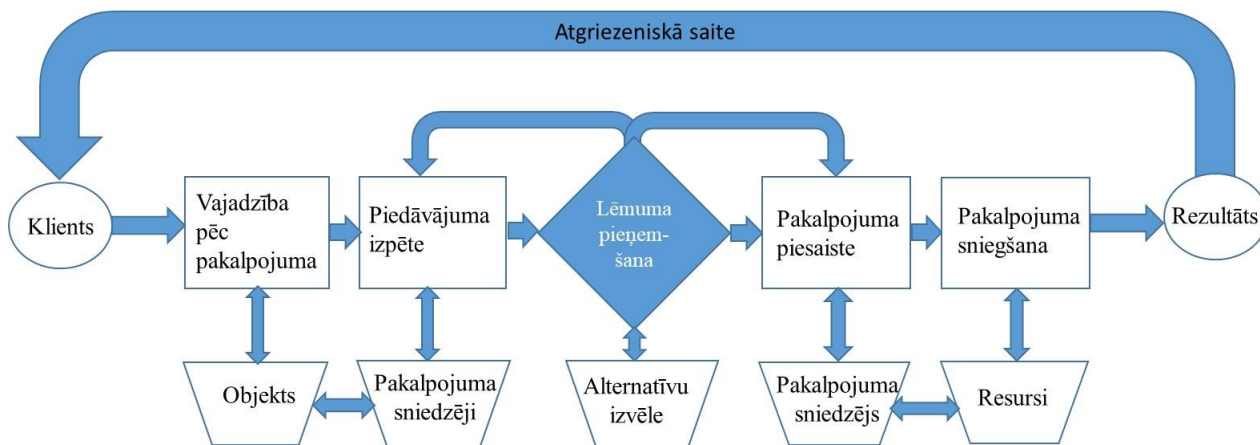 Atgriezeniskā saite
Klients
Vajadzība
pēc
pakalpojuma
Piedāvājuma
izpēte
Lēmuma
pieņem-
šana
Pakalpojuma
piesaiste
Pakalpojuma
sniegšana
Rezultāts
Objekts
Pakalpojuma
sniedzēji
Alternatīvu
izvēle
Pakalpojuma
sniedzējs
Resursi